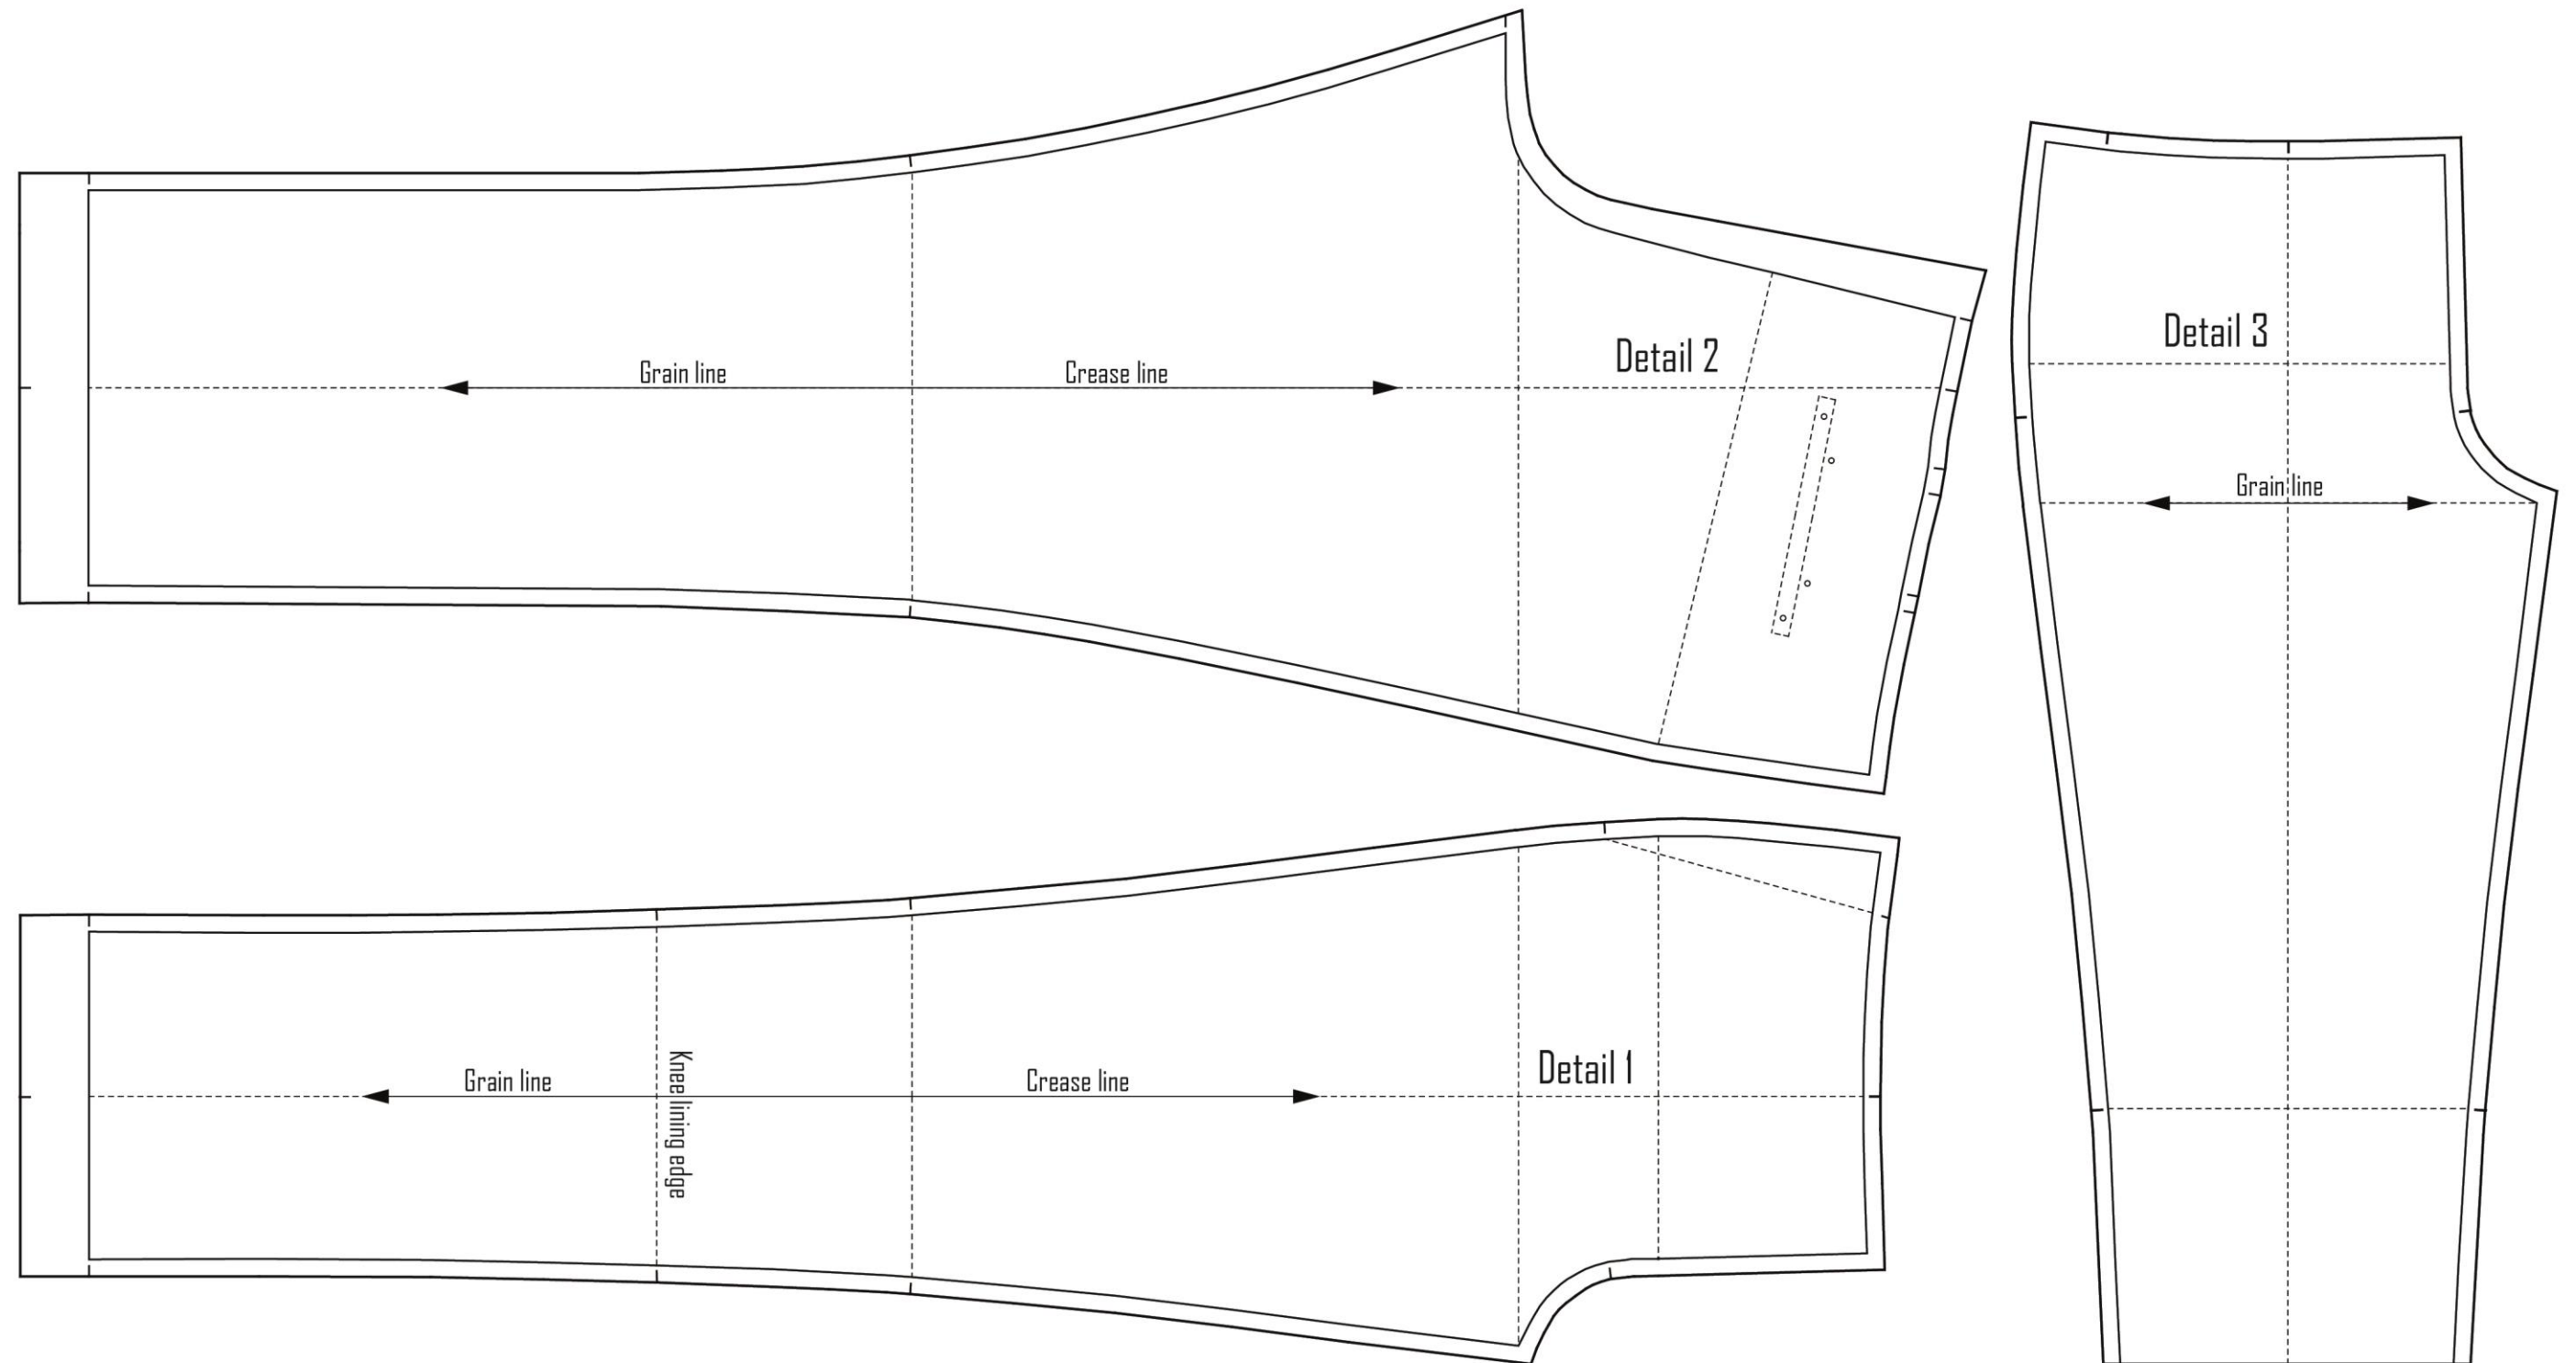 Detail 2
Grain line
Crease line
Detail 3
Grain line
Detail 1
Grain line
Crease line
Knee lining edge